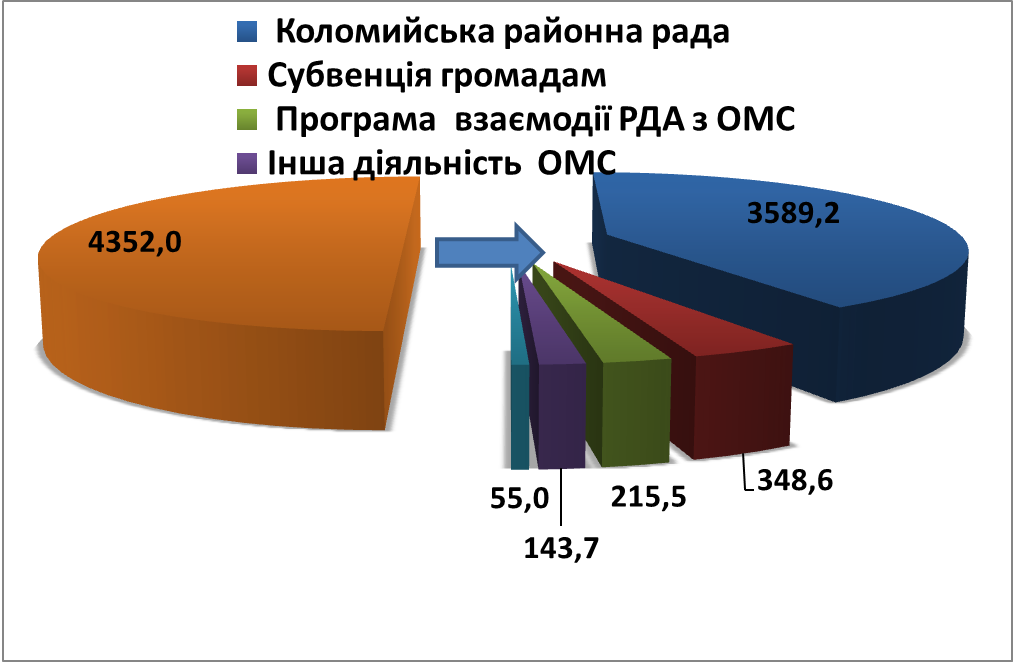 Коломийська районна рада
Субвенція громадам
Програма взаємодії РДА з ОМС
Інша діяльність ОМС
4352,0
3589,2
55,0
143,7
215,5
348,6